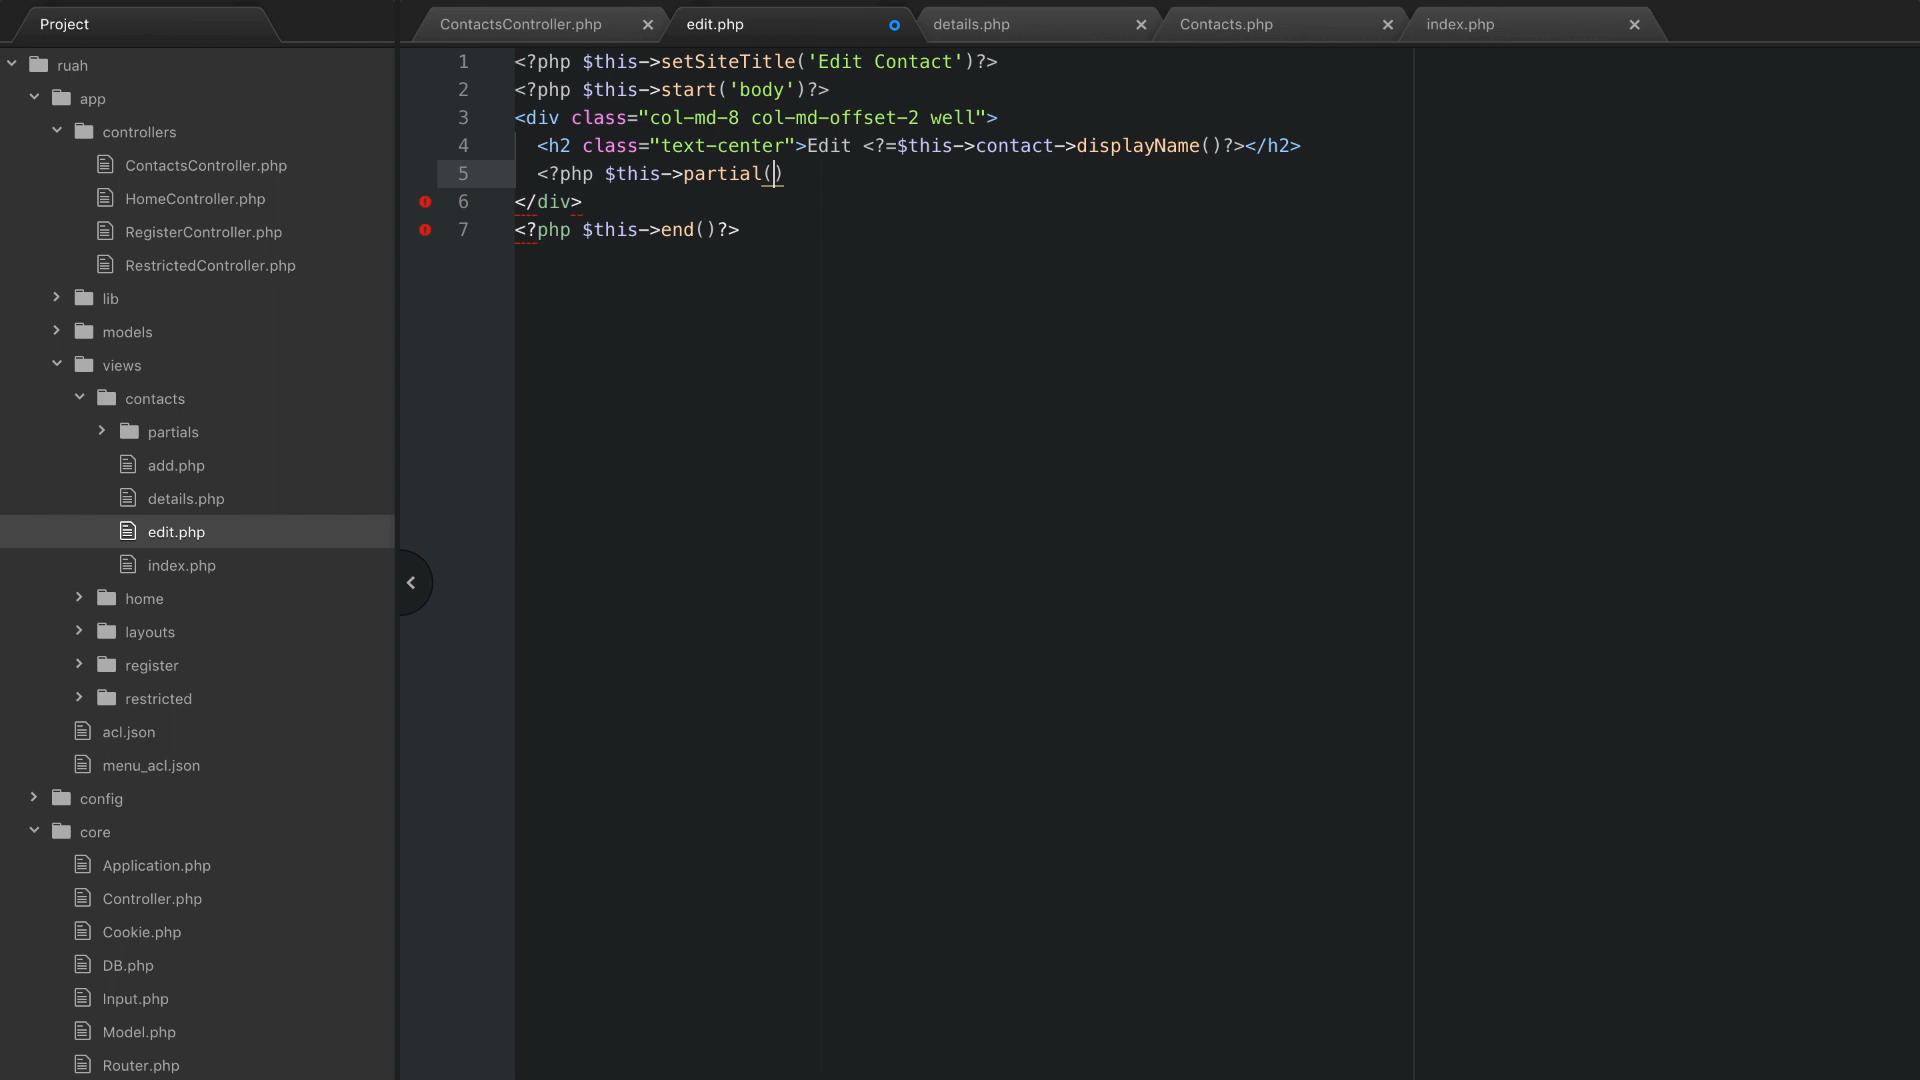 Project
ruah
app
controllers
ContactsController.php
HomeController.php
RegisterController.php
RestrictedController.php
lib
models
views
contacts
partials
add.php
details.php
edit.php
index.php
home
layouts
register
restricted
acl.json
menu_acl.json
config
core
Application.php
Controller.php
Cookie.php
DB.php
Input.php
Model.php
Router.php
ContactsController.php
edit.php
details.php
Contacts.php
index.php
1 <?php $this->setSiteTitle('Edit Contact')?>
2 <?php $this->start('body')?>
3 <div class="col-md-8 col-md-offset-2 well">
4 <h2 class="text-center">Edit <?=$this->contact->displayName()?></h2>
5 <?php $this->partial()
6 </div>
7 <?php $this->end()?>